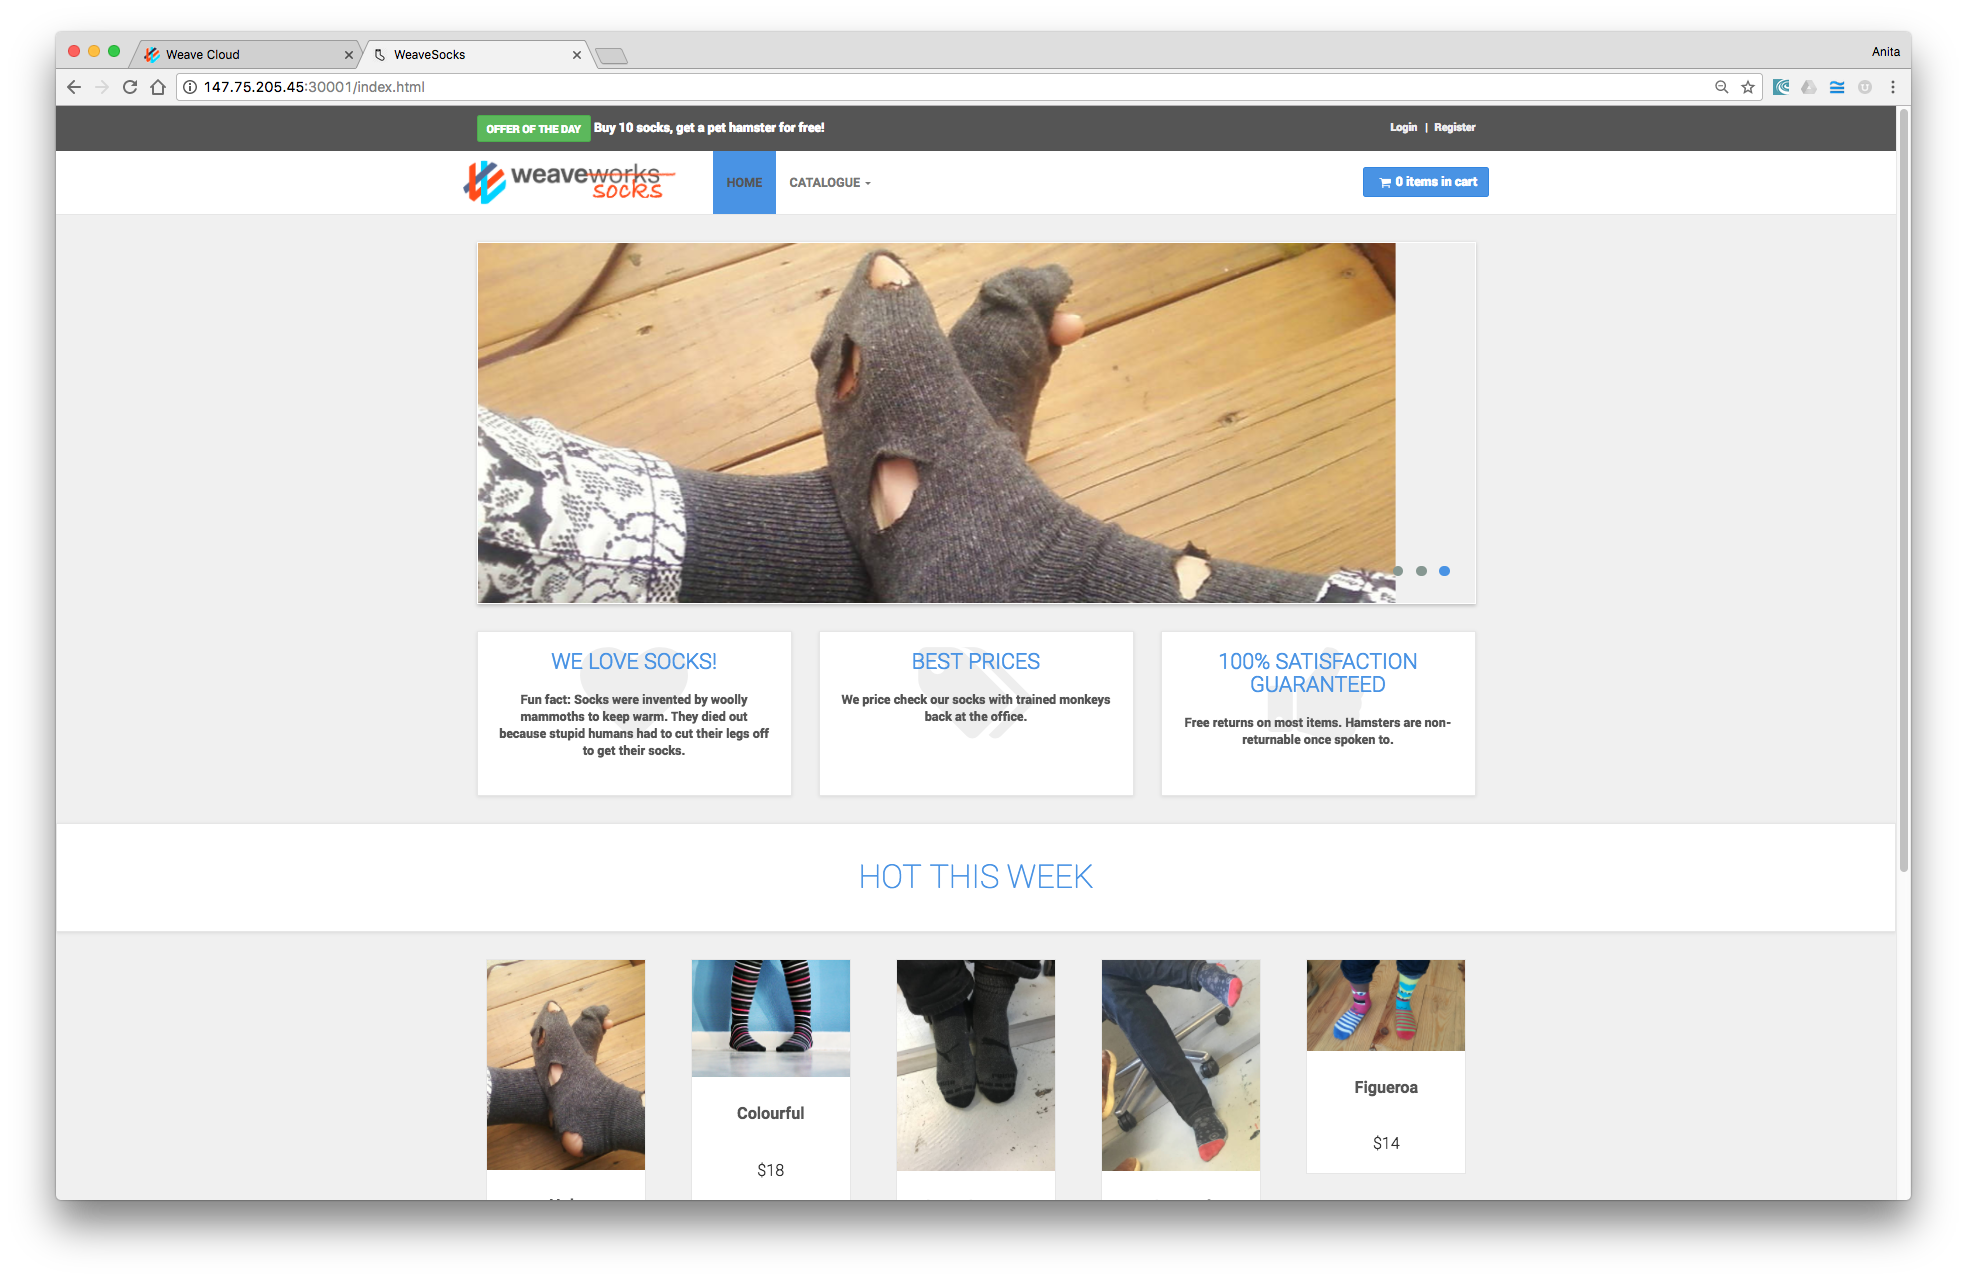 Weave Cloud
WeaveSocks
Anita
147.75.205.45:30001/index.html
OFFER OF THE DAY Buy 10 socks, get a pet hamster for free!
Login | Register
weaveworks
socks
HOME
CATALOGUE
0 items in cart
WE LOVE SOCKS!
Fun fact: Socks were invented by woolly
mammoths to keep warm. They died out
because stupid humans had to cut their legs off
to get their socks.
BEST PRICES
We price check our socks with trained monkeys
back at the office.
100% SATISFACTION
GUARANTEED
Free returns on most items. Hamsters are non-
returnable once spoken to.
HOT THIS WEEK
Colourful
$18
Figueroa
$14